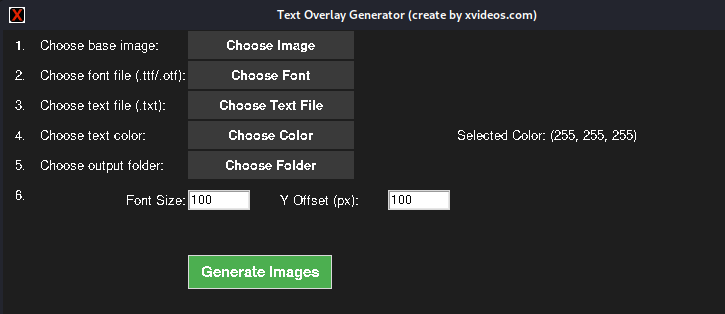 X Text Overlay Generator (create by xvideos.com)
1. Choose base image: Choose Image
2. Choose font file (.ttf/.otf): Choose Font
3. Choose text file (.txt): Choose Text File
4. Choose text color: Choose Color Selected Color: (255, 255, 255)
5. Choose output folder: Choose Folder
6. Font Size: 100 Y Offset (px): 100
Generate Images